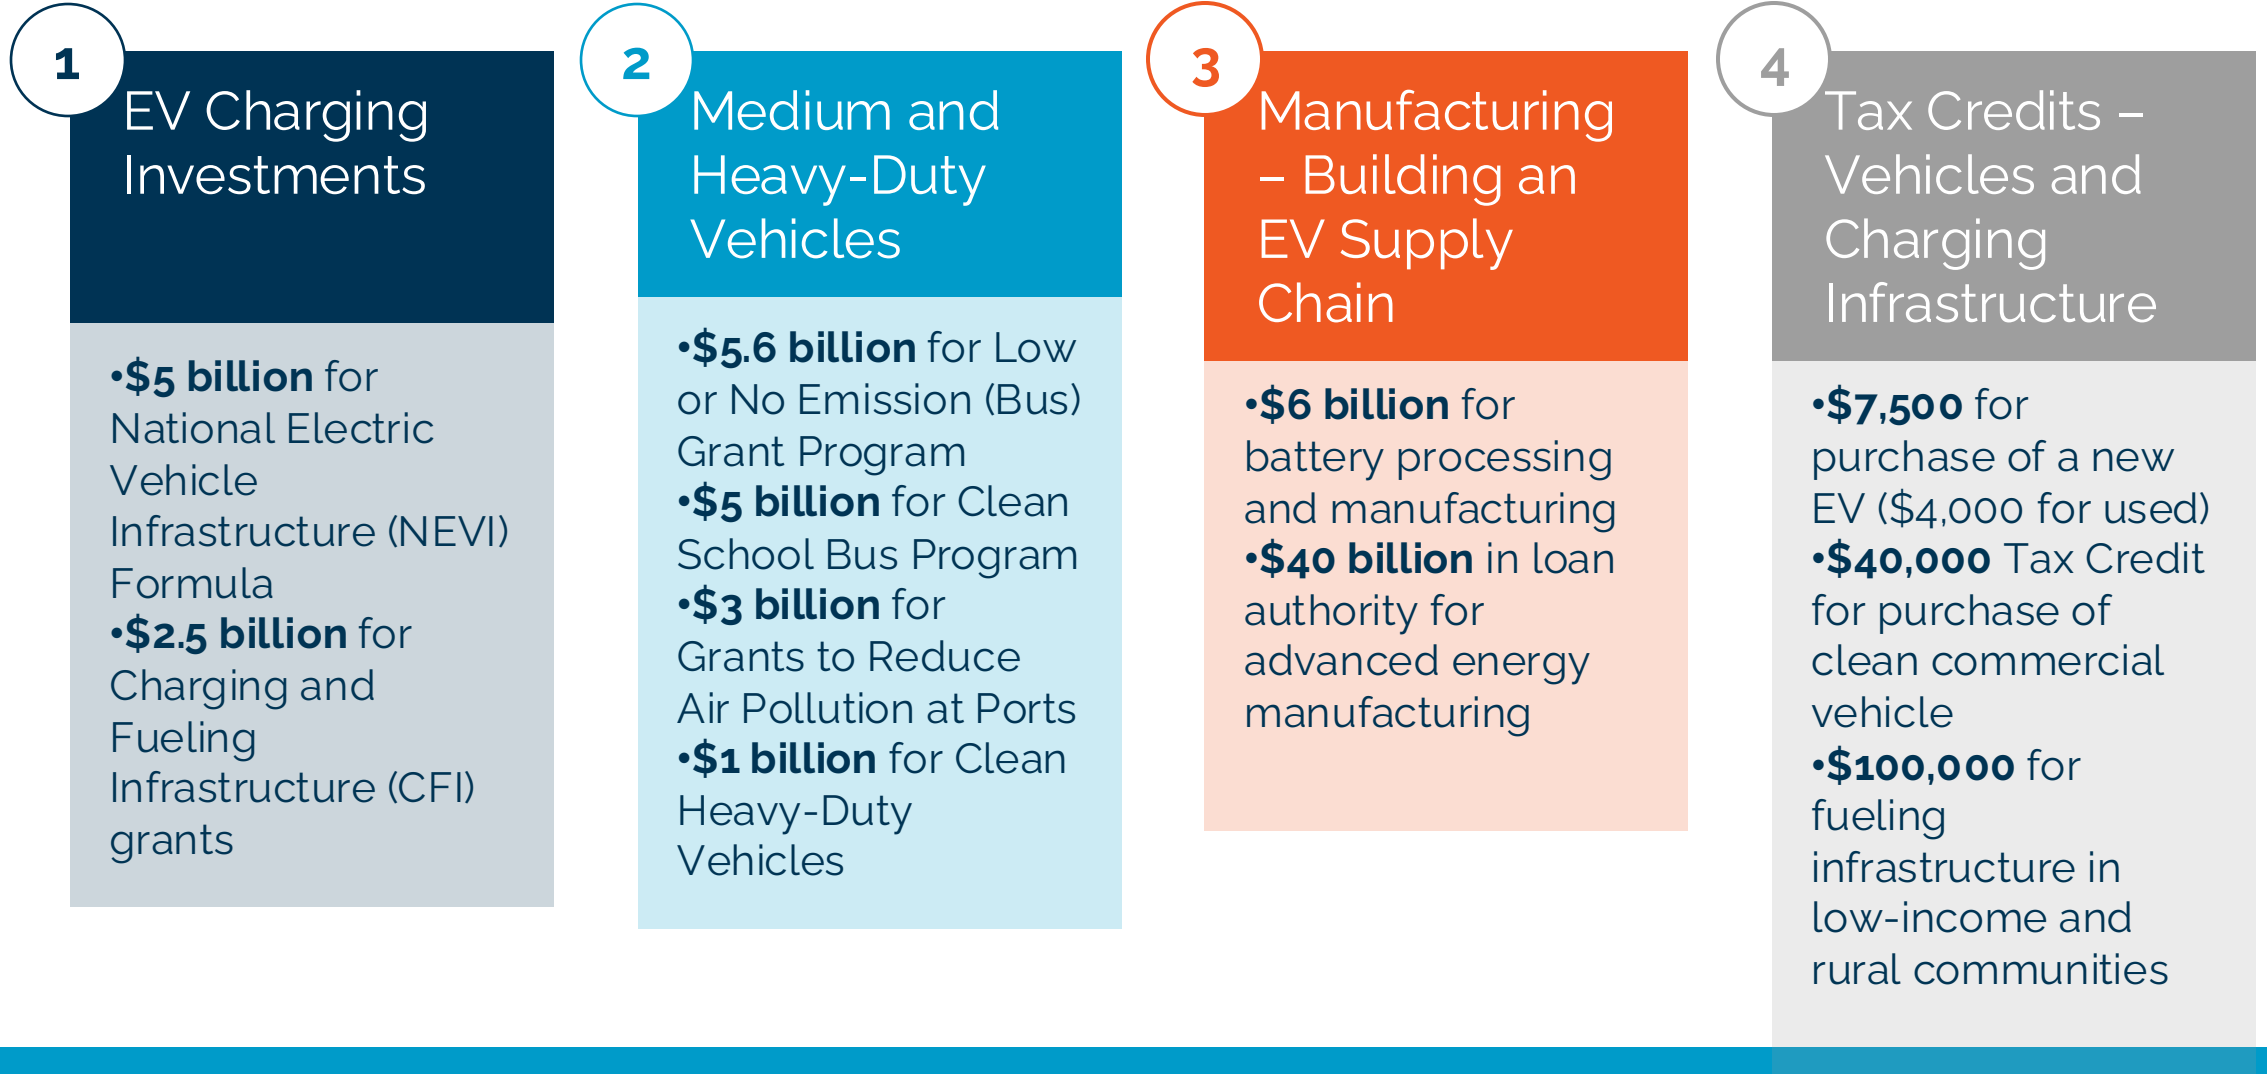 1
EV Charging
Investments
•$5 billion for
National Electric
Vehicle
Infrastructure (NEVI)
Formula
•$2.5 billion for
Charging and
Fueling
Infrastructure (CFI)
grants
2
Medium and
Heavy-Duty
Vehicles
•$5.6 billion for Low
or No Emission (Bus)
Grant Program
•$5 billion for Clean
School Bus Program
•$3 billion for
Grants to Reduce
Air Pollution at Ports
•$1 billion for Clean
Heavy-Duty
Vehicles
3
Manufacturing
– Building an
EV Supply
Chain
•$6 billion for
battery processing
and manufacturing
•$40 billion in loan
authority for
advanced energy
manufacturing
4
Tax Credits –
Vehicles and
Charging
Infrastructure
•$7,500 for
purchase of a new
EV ($4,000 for used)
•$40,000 Tax Credit
for purchase of
clean commercial
vehicle
•$100,000 for
fueling
infrastructure in
low-income and
rural communities